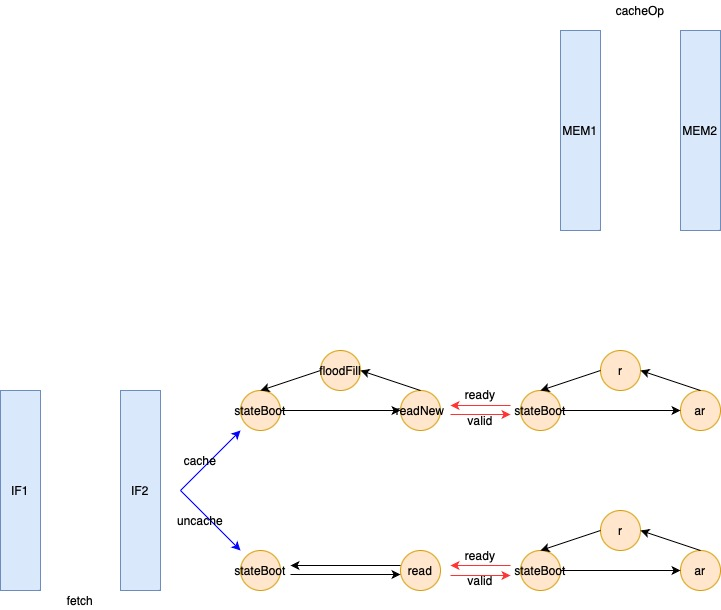 cacheOp
MEM1
MEM2
floodFill
r
stateBoot
readNew
ready
valid
stateBoot
ar
cache
IF1
IF2
uncache
r
stateBoot
read
ready
valid
stateBoot
ar
fetch